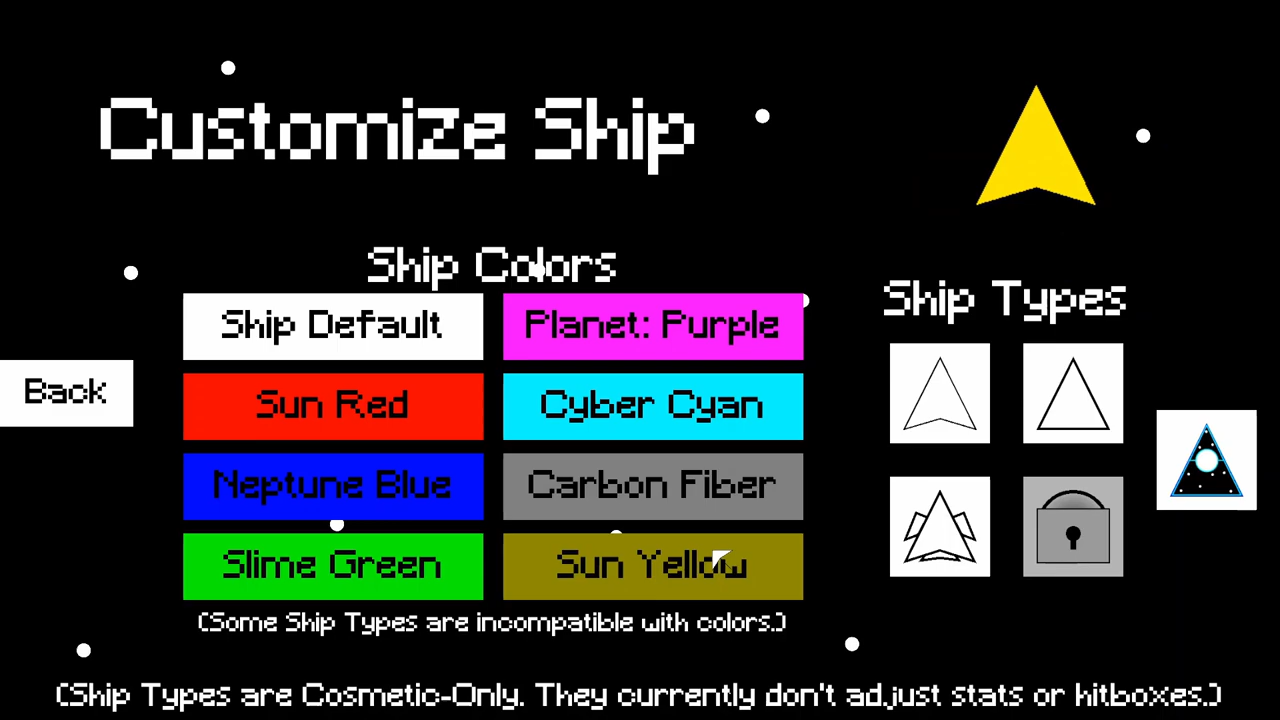 Customize Ship
Ship Colors
Ship Types
Ship Default
Planet: Purple
Back
Sun Red
Cyber Cyan
Neptune Blue
Carbon Fiber
Slime Green
Sun Yellow
(Some Ship Types are incompatible with colors.)
(Ship Types are Cosmetic-Only. They currently don't adjust stats or hitboxes.)